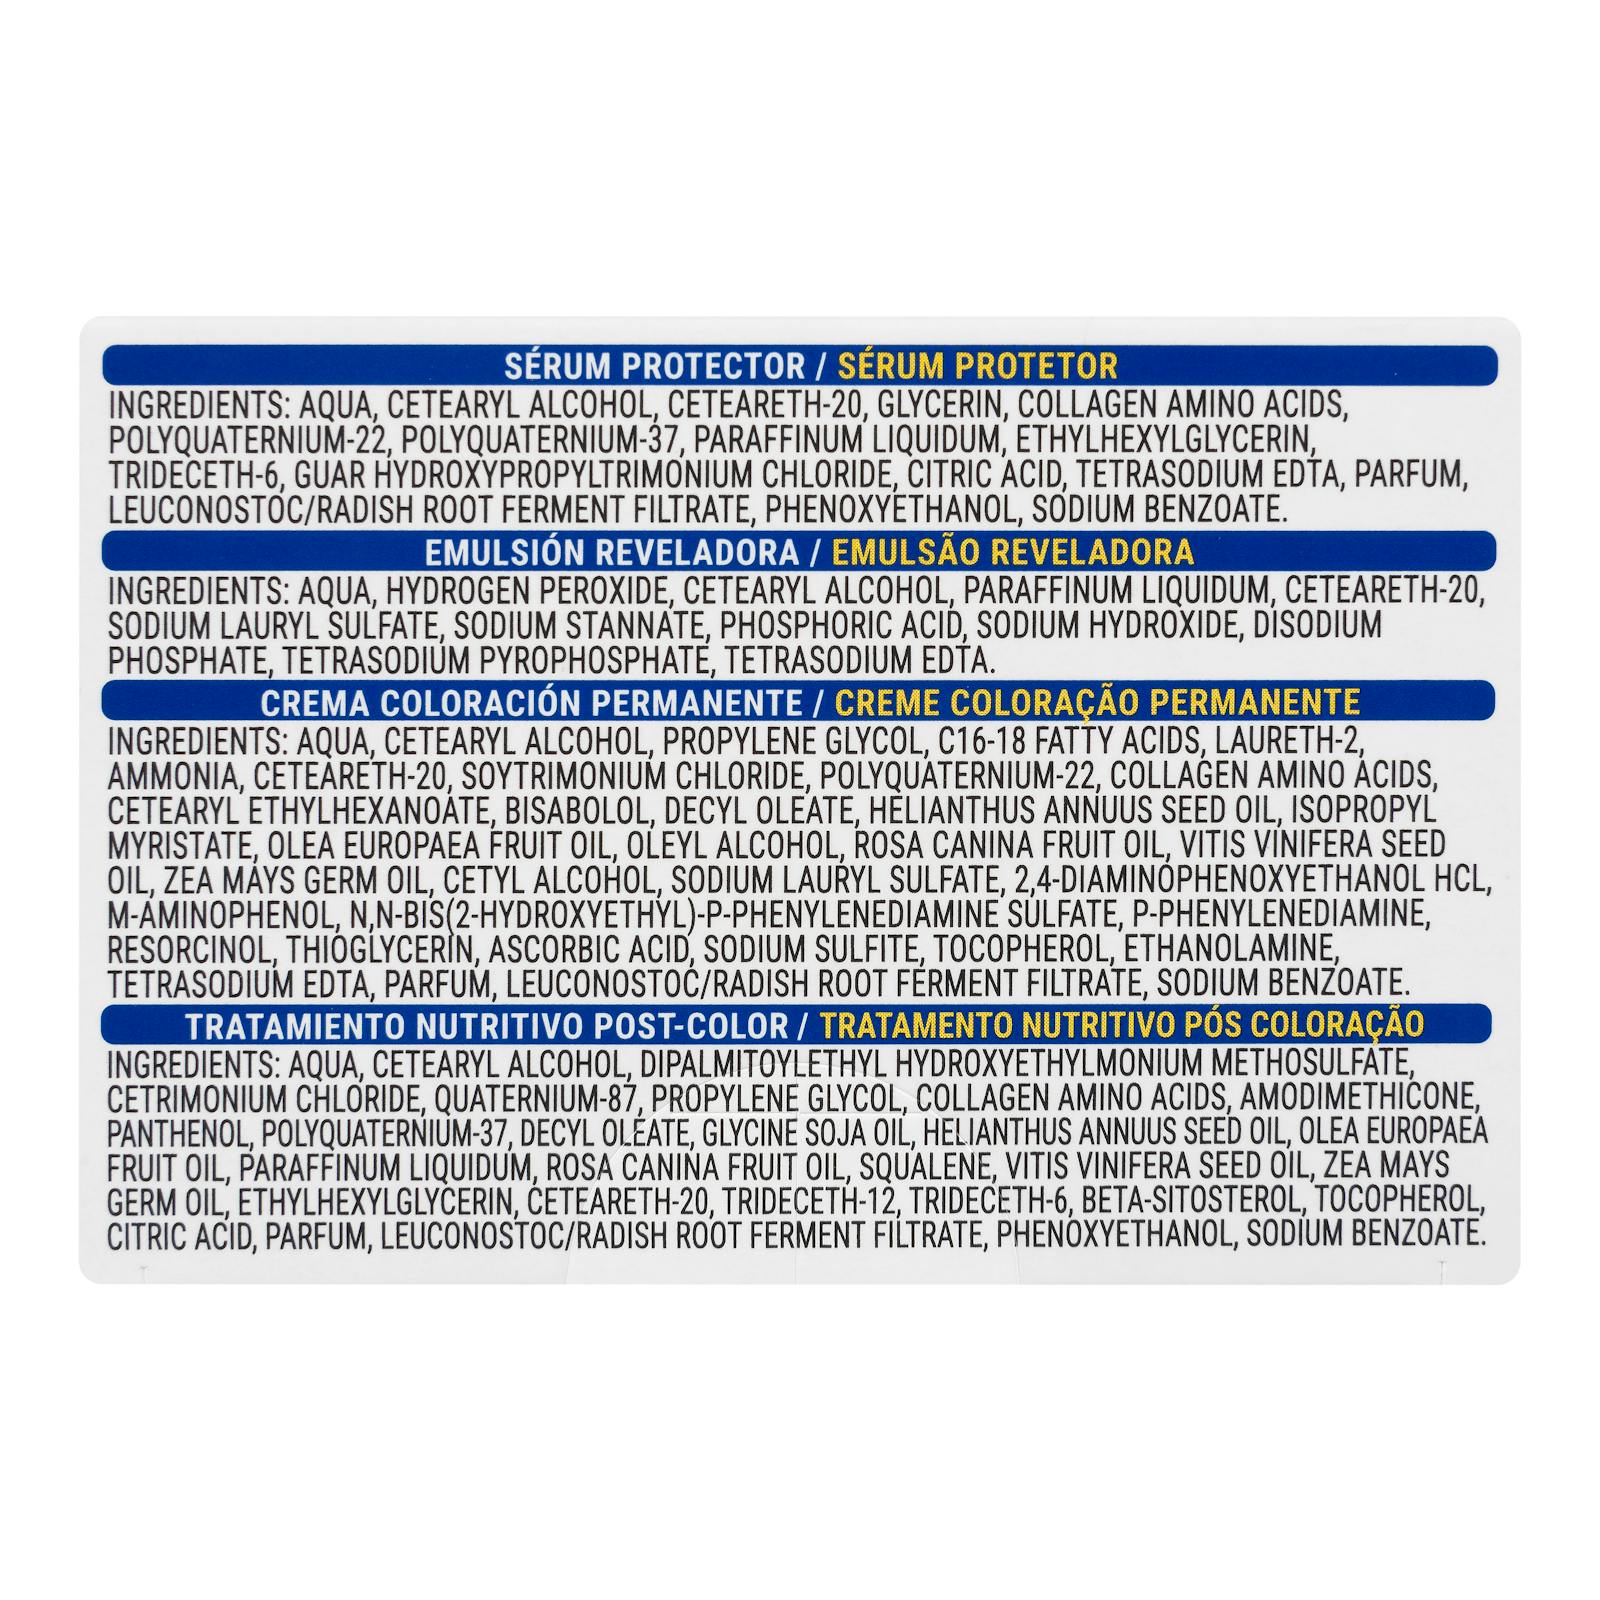 SÉRUM PROTECTOR / SÉRUM PROTETOR
INGREDIENTS: AQUA, CETEARYL ALCOHOL, CETEARETH-20, GLYCERIN, COLLAGEN AMINO ACIDS,
POLYQUATERNIUM-22, POLYQUATERNIUM-37, PARAFFINUM LIQUIDUM, ETHYLHEXYLGLYCERIN,
TRIDECETH-6, GUAR HYDROXYPROPYLTRIMONIUM CHLORIDE, CITRIC ACID, TETRASODIUM EDTA, PARFUM,
LEUCONOSTOC/RADISH ROOT FERMENT FILTRATE, PHENOXYETHANOL, SODIUM BENZOATE.
EMULSIÓN REVELADORA / EMULSÃO REVELADORA
INGREDIENTS: AQUA, HYDROGEN PEROXIDE, CETEARYL ALCOHOL, PARAFFINUM LIQUIDUM, CETEARETH-20,
SODIUM LAURYL SULFATE, SODIUM STANNATE, PHOSPHORIC ACID, SODIUM HYDROXIDE, DISODIUM
PHOSPHATE, TETRASODIUM PYROPHOSPHATE, TETRASODIUM EDTA.
CREMA COLORACIÓN PERMANENTE / CREME COLORAÇÃO PERMANENTE
INGREDIENTS: AQUA, CETEARYL ALCOHOL, PROPYLENE GLYCOL, C16-18 FATTY ACIDS, LAURETH-2,
AMMONIA, CETEARETH-20, SOYTRIMONIUM CHLORIDE, POLYQUATERNIUM-22, COLLAGEN AMINO ACIDS,
CETEARYL ETHYLHEXANOATE, BISABOLOL, DECYL OLEATE, HELIANTHUS ANNUUS SEED OIL, ISOPROPYL
MYRISTATE, OLEA EUROPAEA FRUIT OIL, OLEYL ALCOHOL, ROSA CANINA FRUIT OIL, VITIS VINIFERA SEED
OIL, ZEA MAYS GERM OIL, CETYL ALCOHOL, SODIUM LAURYL SULFATE, 2,4-DIAMINOPHENOXYETHANOL HCL,
M-AMINOPHENOL, N,N-BIS(2-HYDROXYETHYL)-P-PHENYLENEDIAMINE SULFATE, P-PHENYLENEDIAMINE,
RESORCINOL, THIOGLYCERIN, ASCORBIC ACID, SODIUM SULFITE, TOCOPHEROL, ETHANOLAMINE,
TETRASODIUM EDTA, PARFUM, LEUCONOSTOC/RADISH ROOT FERMENT FILTRATE, SODIUM BENZOATE.
TRATAMIENTO NUTRITIVO POST-COLOR / TRATAMENTO NUTRITIVO PÓS COLORAÇÃO
INGREDIENTS: AQUA, CETEARYL ALCOHOL, DIPALMITOYLETHYL HYDROXYETHYLMONIUM METHOSULFATE,
CETRIMONIUM CHLORIDE, QUATERNIUM-87, PROPYLENE GLYCOL, COLLAGEN AMINO ACIDS, AMODIMETHICONE,
PANTHENOL, POLYQUATERNIUM-37, DECYL OLEATE, GLYCINE SOJA OIL, HELIANTHUS ANNUUS SEED OIL, OLEA EUROPAEA
FRUIT OIL, PARAFFINUM LIQUIDUM, ROSA CANINA FRUIT OIL, SQUALENE, VITIS VINIFERA SEED OIL, ZEA MAYS
GERM OIL, ETHYLHEXYLGLYCERIN, CETEARETH-20, TRIDECETH-12, TRIDECETH-6, BETA-SITOSTEROL, TOCOPHEROL,
CITRIC ACID, PARFUM, LEUCONOSTOC/RADISH ROOT FERMENT FILTRATE, PHENOXYETHANOL, SODIUM BENZOATE.